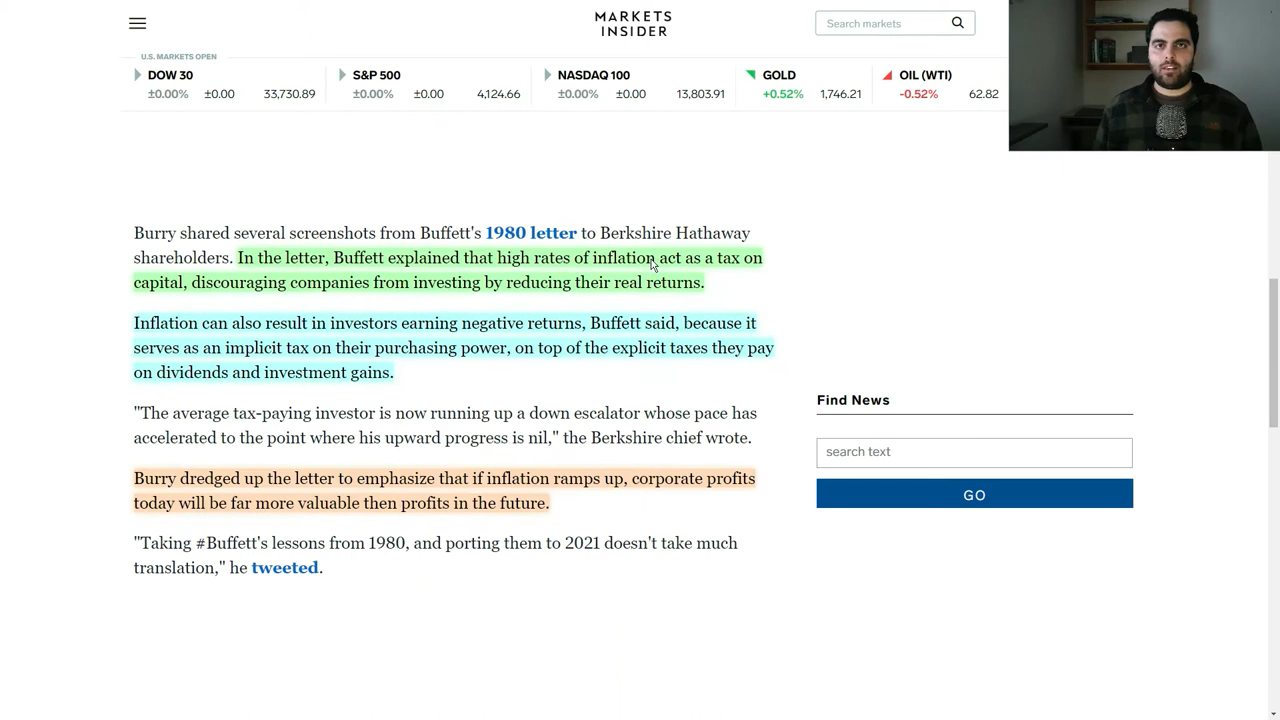 MARKETS
INSIDER
Search markets
U.S. MARKETS OPEN
DOW 30
±0.00% ±0.00 33,730.89
S&P 500
±0.00% ±0.00 4,124.66
NASDAQ 100
±0.00% ±0.00 13,803.91
GOLD
+0.52% 1,746.21
OIL (WTI)
-0.52% 62.82
Burry shared several screenshots from Buffett's 1980 letter to Berkshire Hathaway
shareholders. In the letter, Buffett explained that high rates of inflation act as a tax on
capital, discouraging companies from investing by reducing their real returns.
Inflation can also result in investors earning negative returns, Buffett said, because it
serves as an implicit tax on their purchasing power, on top of the explicit taxes they pay
on dividends and investment gains.
"The average tax-paying investor is now running up a down escalator whose pace has
accelerated to the point where his upward progress is nil," the Berkshire chief wrote.
Burry dredged up the letter to emphasize that if inflation ramps up, corporate profits
today will be far more valuable then profits in the future.
"Taking #Buffett's lessons from 1980, and porting them to 2021 doesn't take much
translation," he tweeted.
Find News
search text
GO